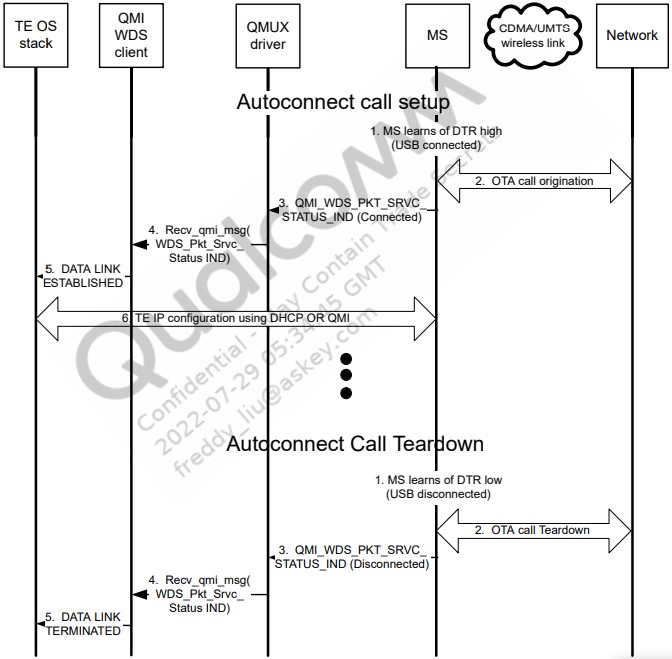 TE OS
stack
QMI
WDS
client
QMUX
driver
MS
CDMA/UMTS
wireless link
Network
Autoconnect call setup
1. MS learns of DTR high
(USB connected)
2. OTA call origination
3. QMI_WDS_PKT_SRVC_
STATUS_IND (Connected)
4. Recv_qmi_msg(
WDS_Pkt_Srvc_
Status IND)
5. DATA LINK
ESTABLISHED
6. TE IP configuration using DHCP OR QMI
Qualcomm
Confidential - May Contain Trade Secrets
2022-07-29 05:34:45 GMT
freddy_liu@askey.com
Autoconnect Call Teardown
1. MS learns of DTR low
(USB disconnected)
2. OTA call Teardown
3. QMI_WDS_PKT_SRVC_
STATUS_IND (Disconnected)
4. Recv_qmi_msg(
WDS_Pkt_Srvc_
Status IND)
5. DATA LINK
TERMINATED